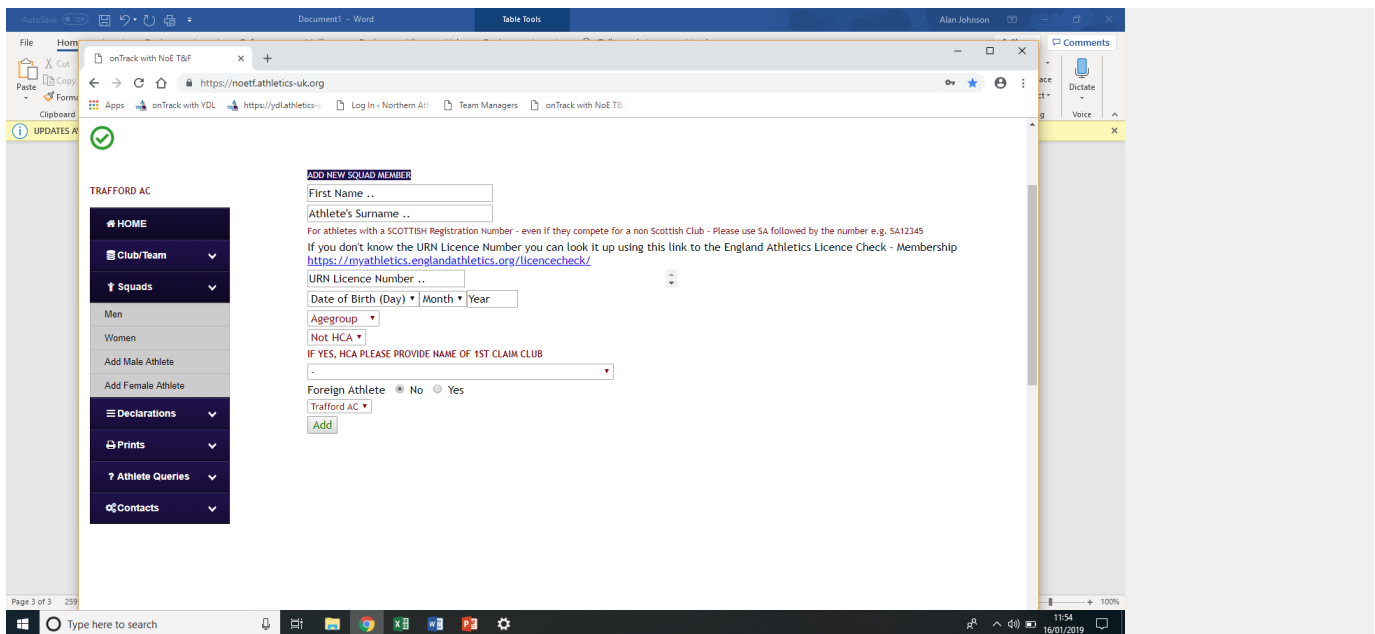 AutoSave Off Document1 - Word Table Tools Alan Johnson
File Hom Comments
onTrack with NoE T&F
Cut
Copy
Paste
Forma
Clipboard
ace
ct
Dictate
Voice
https://noetf.athletics-uk.org
Apps onTrack with YDL https://ydl.athletics-u Log In ‹ Northern Ath Team Managers onTrack with NoE T&
UPDATES A
TRAFFORD AC
HOME
Club/Team
Squads
Men
Women
Add Male Athlete
Add Female Athlete
Declarations
Prints
? Athlete Queries
Contacts
ADD NEW SQUAD MEMBER
First Name ..
Athlete's Surname ..
For athletes with a SCOTTISH Registration Number - even if they compete for a non Scottish Club - Please use SA followed by the number e.g. SA12345
If you don't know the URN Licence Number you can look it up using this link to the England Athletics Licence Check - Membership
https://myathletics.englandathletics.org/licencecheck/
URN Licence Number ..
Date of Birth (Day) Month Year
Agegroup
Not HCA
IF YES, HCA PLEASE PROVIDE NAME OF 1ST CLAIM CLUB
-
Foreign Athlete No Yes
Trafford AC
Add
Page 3 of 3 259 100%
Type here to search
11:54
16/01/2019